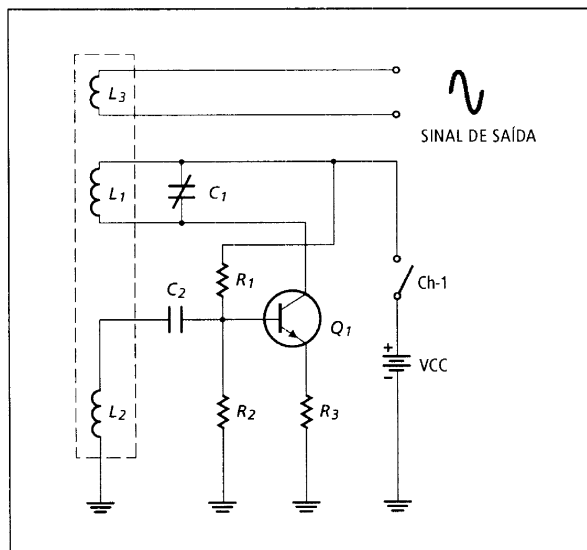 L3
SINAL DE SAÍDA
L1
C1
R1
Ch-1
C2
Q1
+
VCC
-
L2
R2
R3